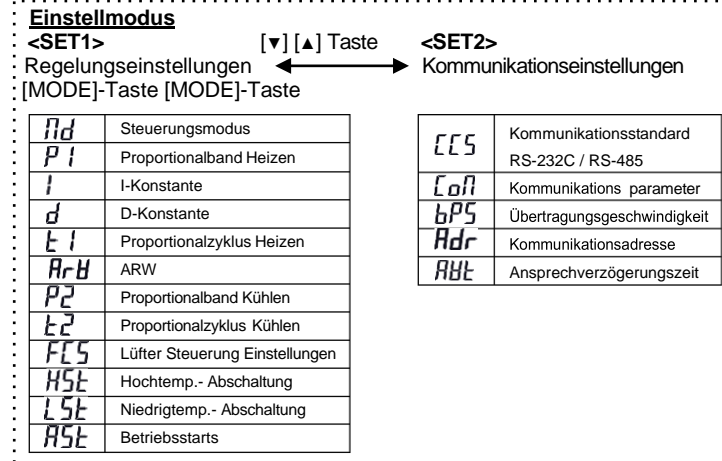 Einstellmodus
<SET1> [▼] [▲] Taste <SET2>
Regelungseinstellungen Kommunikationseinstellungen
[MODE]-Taste [MODE]-Taste
Md Steuerungsmodus
P1 Proportionalband Heizen
I I-Konstante
d D-Konstante
t1 Proportionalzyklus Heizen
ArW ARW
P2 Proportionalband Kühlen
t2 Proportionalzyklus Kühlen
FCS Lüfter Steuerung Einstellungen
HSt Hochtemp.- Abschaltung
LSt Niedrigtemp.- Abschaltung
ASt Betriebsstarts
CCS Kommunikationsstandard
RS-232C / RS-485
CoM Kommunikations parameter
bPS Übertragungsgeschwindigkeit
Adr Kommunikationsadresse
AWt Ansprechverzögerungszeit